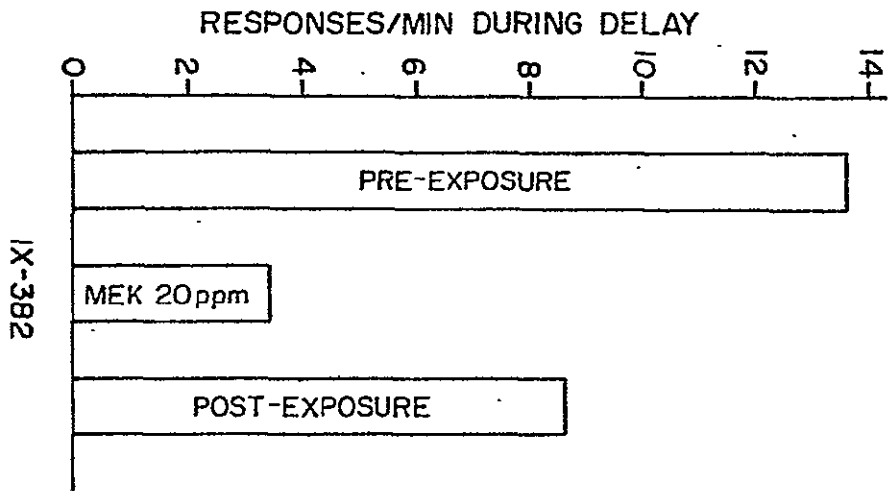 RESPONSES/MIN DURING DELAY
0 2 4 6 8 10 12 14
PRE-EXPOSURE
MEK 20ppm
POST-EXPOSURE
IX-382